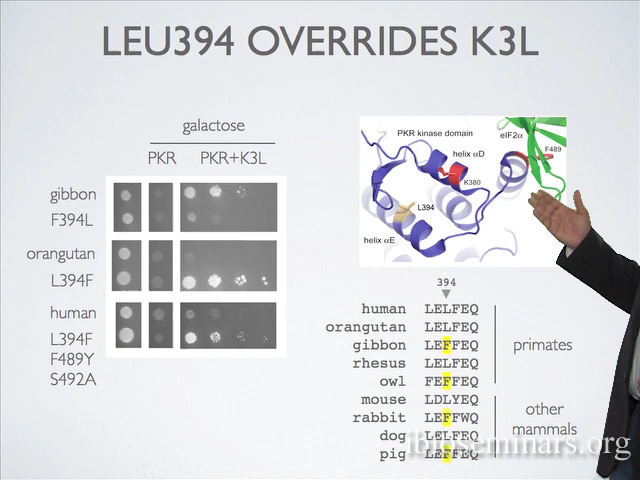 LEU394 OVERRIDES K3L
galactose
PKR PKR+K3L
gibbon
F394L
orangutan
L394F
human
L394F
F489Y
S492A
PKR kinase domain
eIF2α
helix αD
F489
K380
L394
helix αE
394
human LELFEQ
orangutan LELFEQ
gibbon LEFFEQ
rhesus LELFEQ
owl FEFFEQ
mouse LDLYEQ
rabbit LEFFWQ
dog LELFEQ
pig LEFFEQ
primates
other
mammals
ibioseminars.org